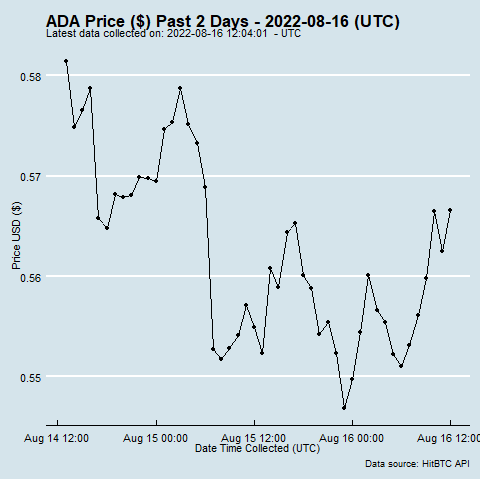 ADA Price ($) Past 2 Days - 2022-08-16 (UTC)
Latest data collected on: 2022-08-16 12:04:01 - UTC
0.58
0.57
0.56
0.55
Price USD ($)
Aug 14 12:00
Aug 15 00:00
Aug 15 12:00
Aug 16 00:00
Aug 16 12:00
Date Time Collected (UTC)
Data source: HitBTC API